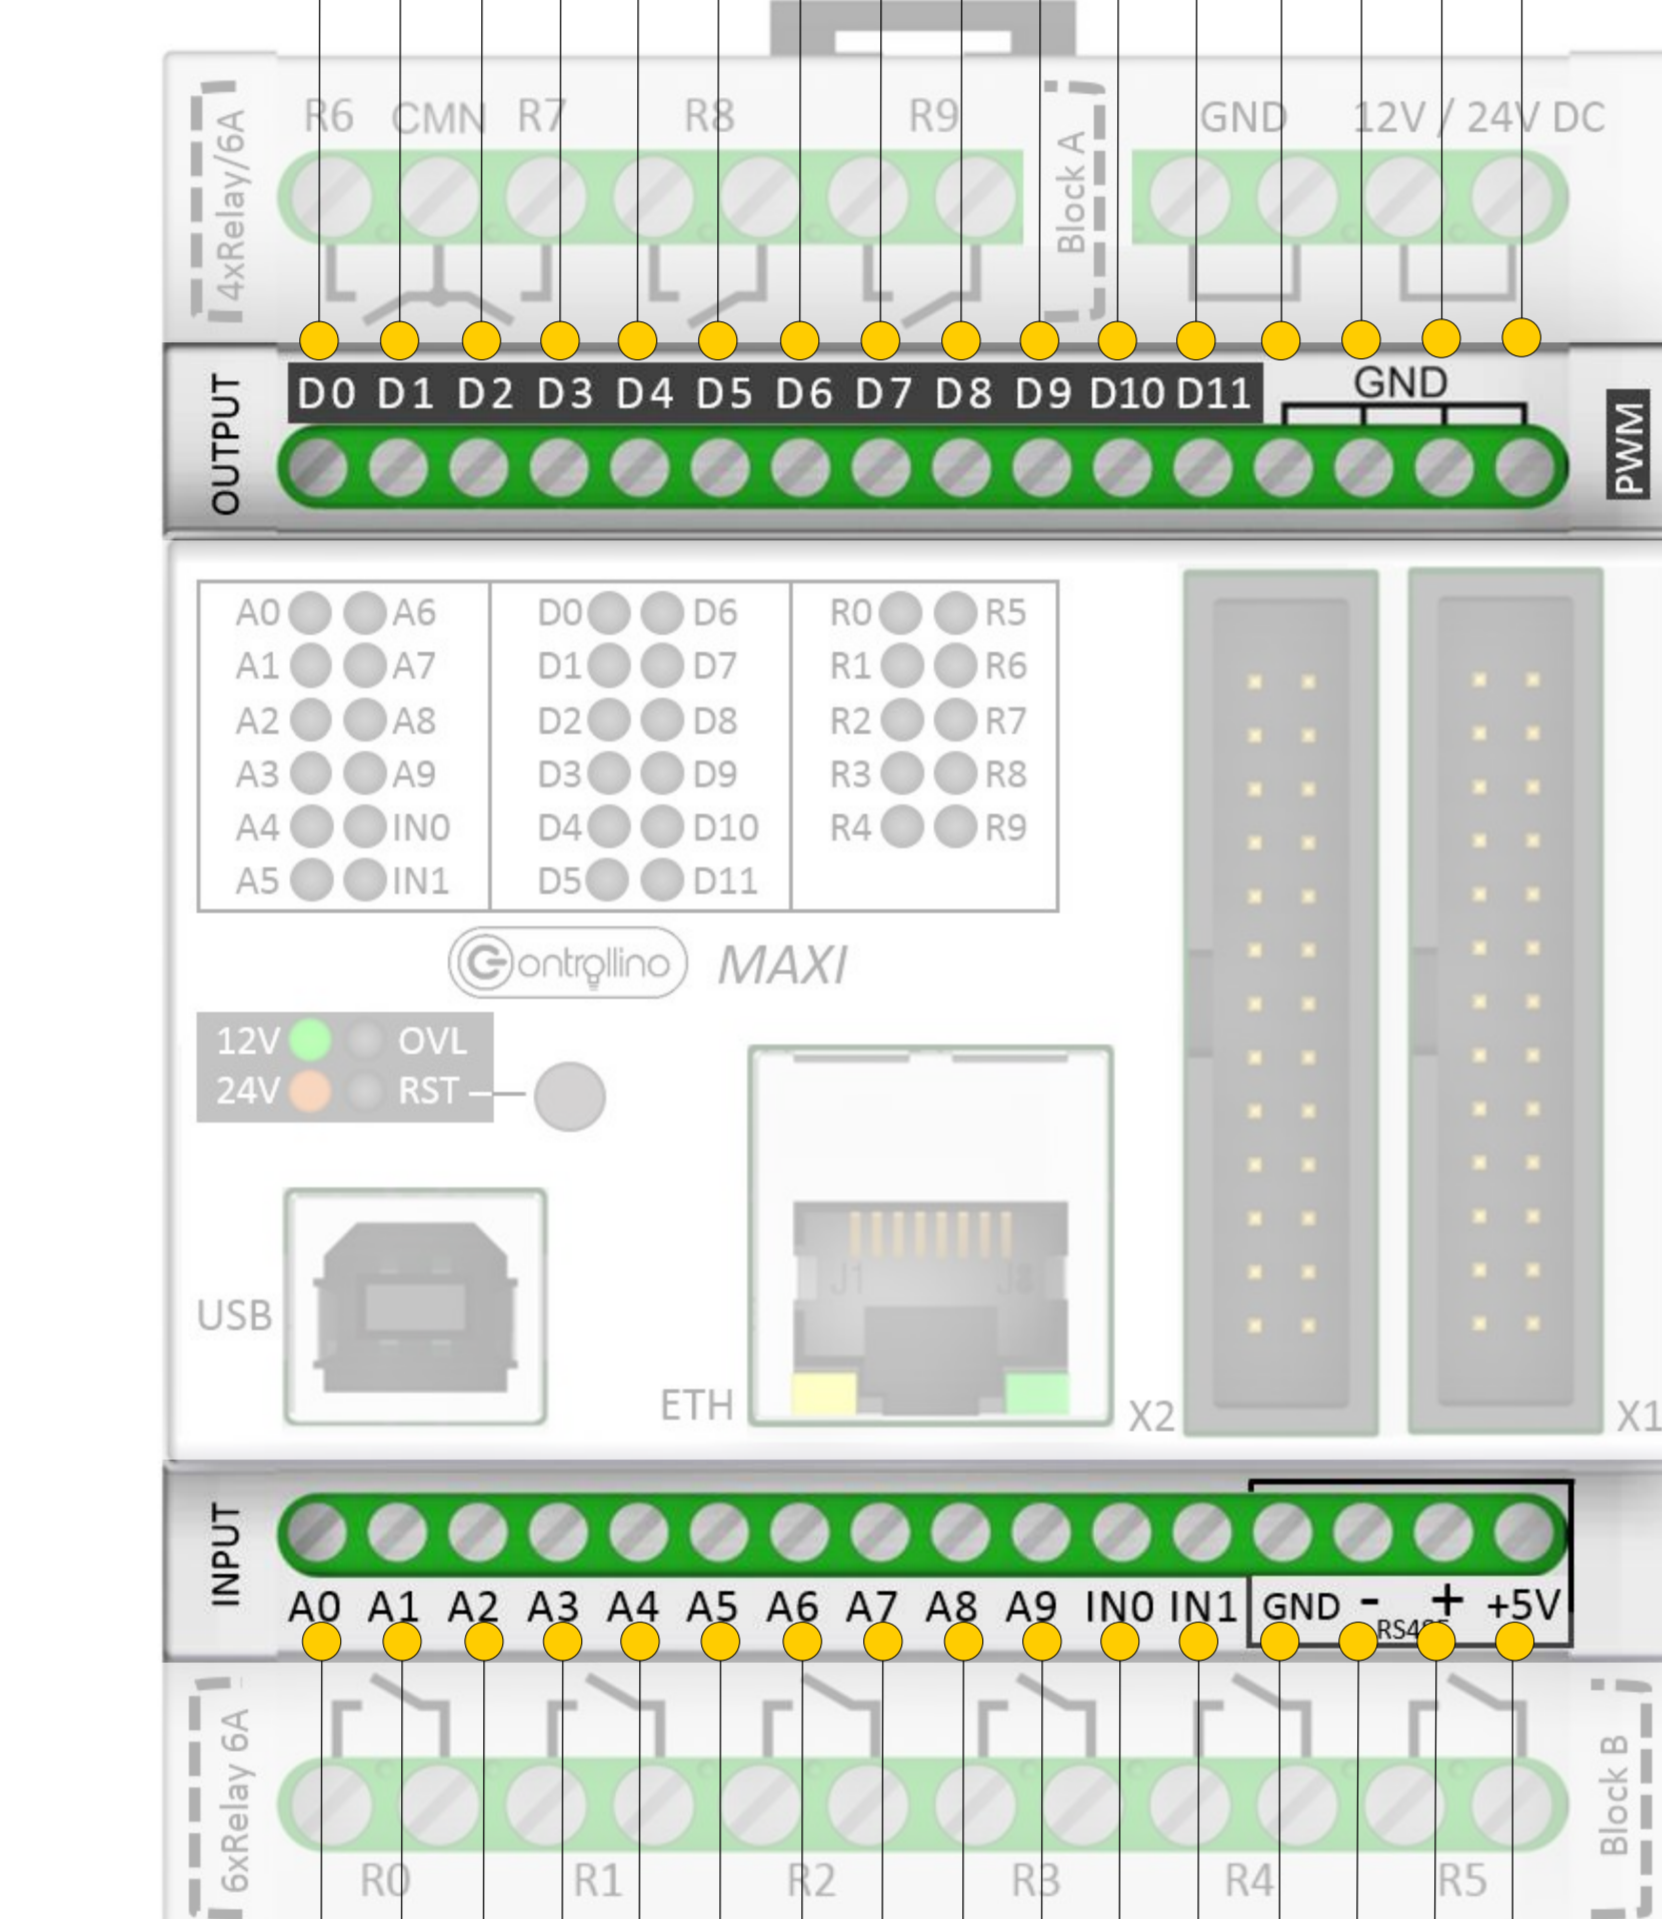 R6 CMN R7 R8 R9 GND 12V / 24V DC
4xRelay/6A
Block A
OUTPUT
D0 D1 D2 D3 D4 D5 D6 D7 D8 D9 D10 D11 GND
PWM
A0 A6 D0 D6 R0 R5
A1 A7 D1 D7 R1 R6
A2 A8 D2 D8 R2 R7
A3 A9 D3 D9 R3 R8
A4 IN0 D4 D10 R4 R9
A5 IN1 D5 D11
Controllino MAXI
12V OVL
24V RST
USB
J1 J8
ETH
X2
X1
INPUT
A0 A1 A2 A3 A4 A5 A6 A7 A8 A9 IN0 IN1 GND - + +5V
RS485
6xRelay 6A
Block B
R0 R1 R2 R3 R4 R5